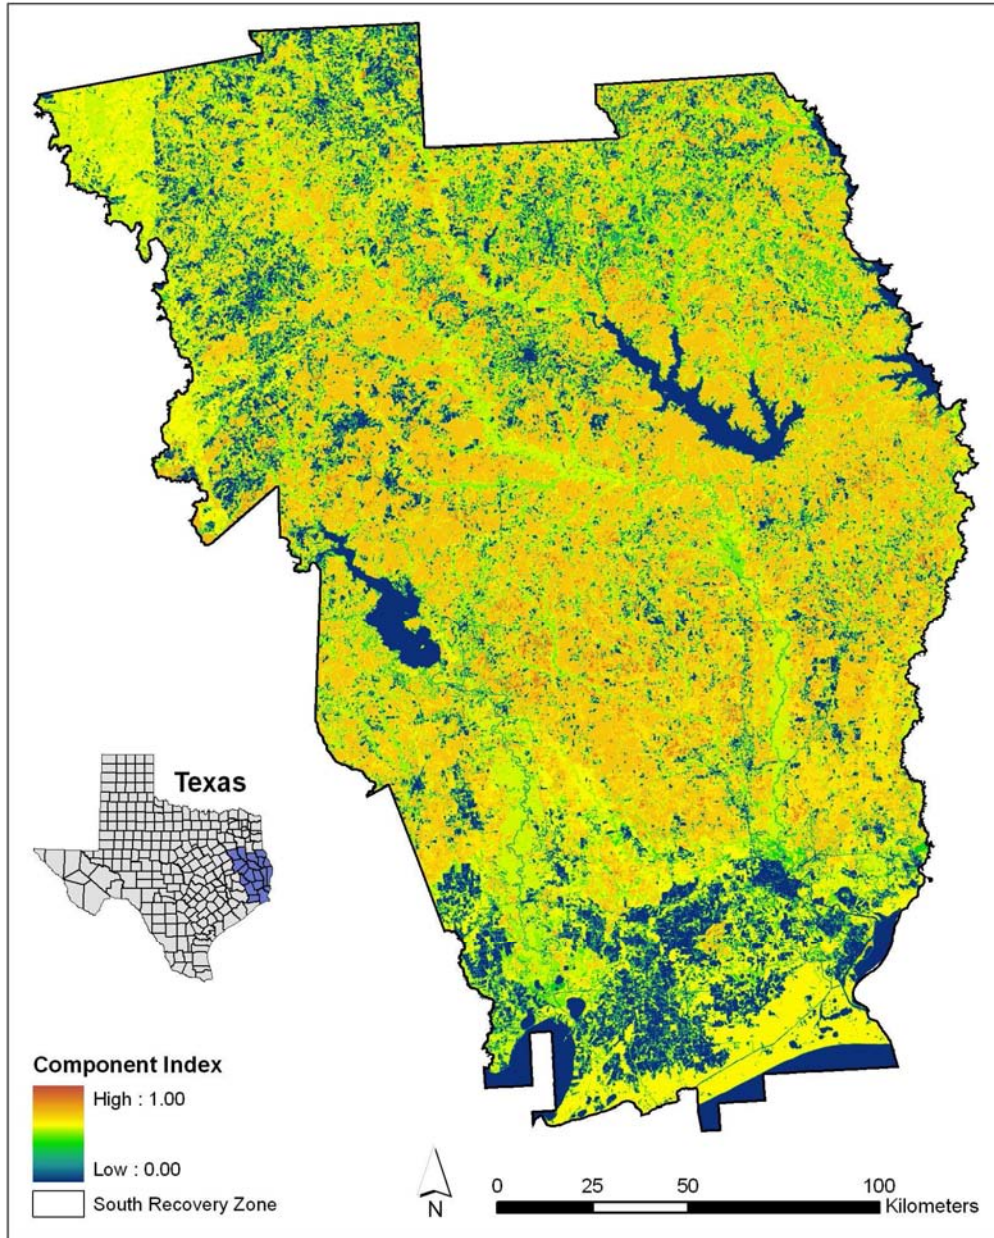 Texas
Component Index
High : 1.00
Low : 0.00
South Recovery Zone
N
0 25 50 100
Kilometers